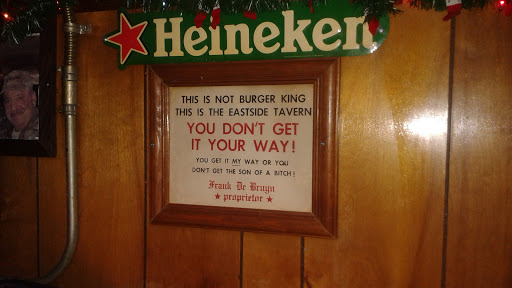 Heineken
THIS IS NOT BURGER KING
THIS IS THE EASTSIDE TAVERN
YOU DON'T GET
IT YOUR WAY!
YOU GET IT MY WAY OR YOU
DON'T GET THE SON OF A BITCH!
Frank De Bruyn
★ proprietor ★